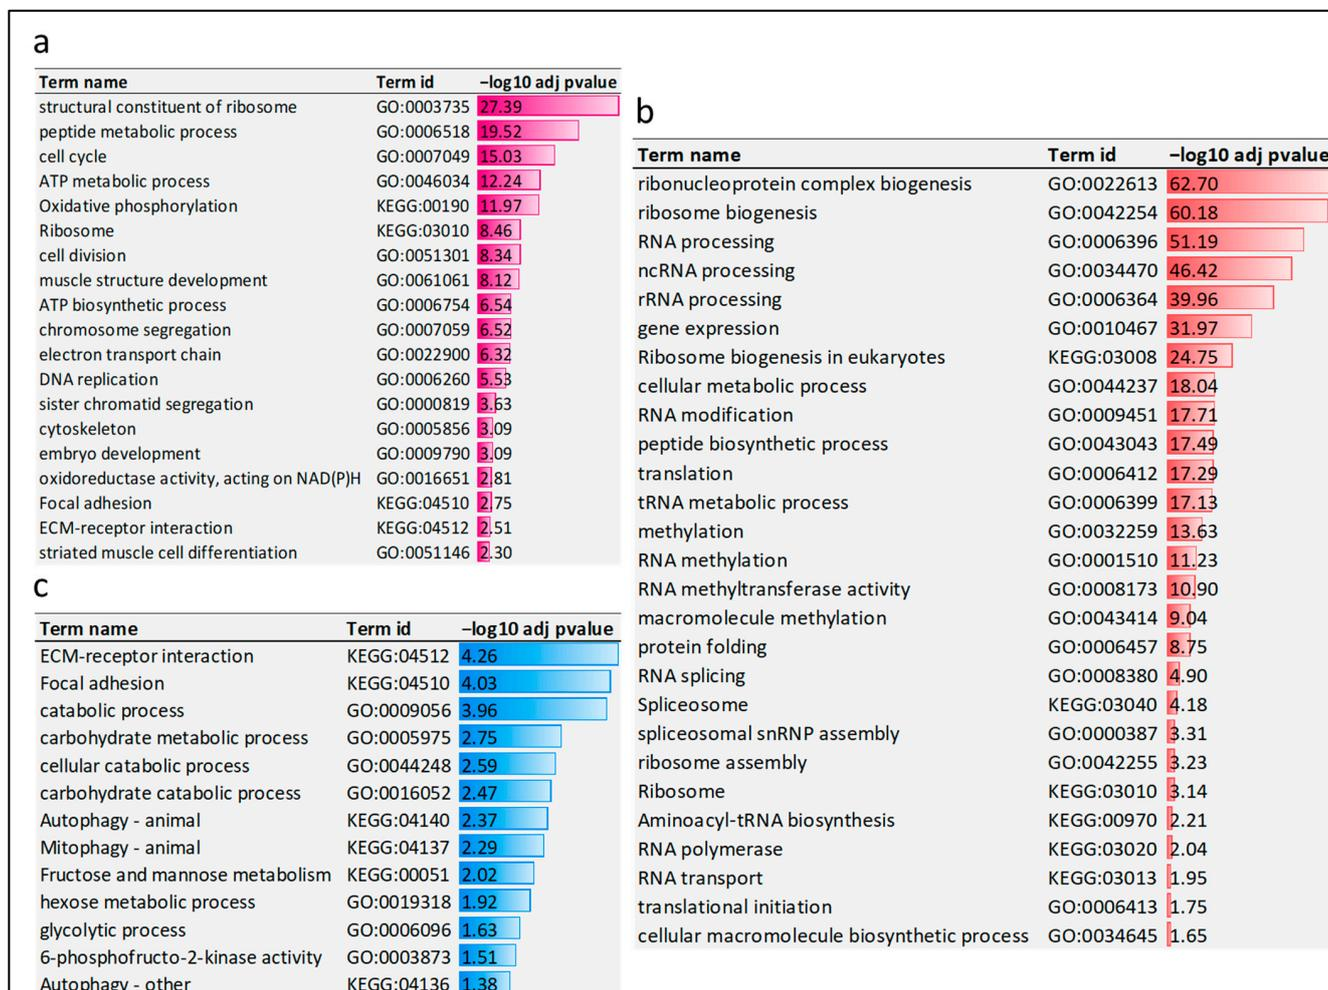 a
Term name Term id −log10 adj pvalue
structural constituent of ribosome GO:0003735 27.39
peptide metabolic process GO:0006518 19.52
cell cycle GO:0007049 15.03
ATP metabolic process GO:0046034 12.24
Oxidative phosphorylation KEGG:00190 11.97
Ribosome KEGG:03010 8.46
cell division GO:0051301 8.34
muscle structure development GO:0061061 8.12
ATP biosynthetic process GO:0006754 6.54
chromosome segregation GO:0007059 6.52
electron transport chain GO:0022900 6.32
DNA replication GO:0006260 5.53
sister chromatid segregation GO:0000819 3.63
cytoskeleton GO:0005856 3.09
embryo development GO:0009790 3.09
oxidoreductase activity, acting on NAD(P)H GO:0016651 2.81
Focal adhesion KEGG:04510 2.75
ECM-receptor interaction KEGG:04512 2.51
striated muscle cell differentiation GO:0051146 2.30
b
Term name Term id −log10 adj pvalue
ribonucleoprotein complex biogenesis GO:0022613 62.70
ribosome biogenesis GO:0042254 60.18
RNA processing GO:0006396 51.19
ncRNA processing GO:0034470 46.42
rRNA processing GO:0006364 39.96
gene expression GO:0010467 31.97
Ribosome biogenesis in eukaryotes KEGG:03008 24.75
cellular metabolic process GO:0044237 18.04
RNA modification GO:0009451 17.71
peptide biosynthetic process GO:0043043 17.49
translation GO:0006412 17.29
tRNA metabolic process GO:0006399 17.13
methylation GO:0032259 13.63
RNA methylation GO:0001510 11.23
RNA methyltransferase activity GO:0008173 10.90
macromolecule methylation GO:0043414 9.04
protein folding GO:0006457 8.75
RNA splicing GO:0008380 4.90
Spliceosome KEGG:03040 4.18
spliceosomal snRNP assembly GO:0000387 3.31
ribosome assembly GO:0042255 3.23
Ribosome KEGG:03010 3.14
Aminoacyl-tRNA biosynthesis KEGG:00970 2.21
RNA polymerase KEGG:03020 2.04
RNA transport KEGG:03013 1.95
translational initiation GO:0006413 1.75
cellular macromolecule biosynthetic process GO:0034645 1.65
c
Term name Term id −log10 adj pvalue
ECM-receptor interaction KEGG:04512 4.26
Focal adhesion KEGG:04510 4.03
catabolic process GO:0009056 3.96
carbohydrate metabolic process GO:0005975 2.75
cellular catabolic process GO:0044248 2.59
carbohydrate catabolic process GO:0016052 2.47
Autophagy - animal KEGG:04140 2.37
Mitophagy - animal KEGG:04137 2.29
Fructose and mannose metabolism KEGG:00051 2.02
hexose metabolic process GO:0019318 1.92
glycolytic process GO:0006096 1.63
6-phosphofructo-2-kinase activity GO:0003873 1.51
Autophagy - other KEGG:04136 1.38